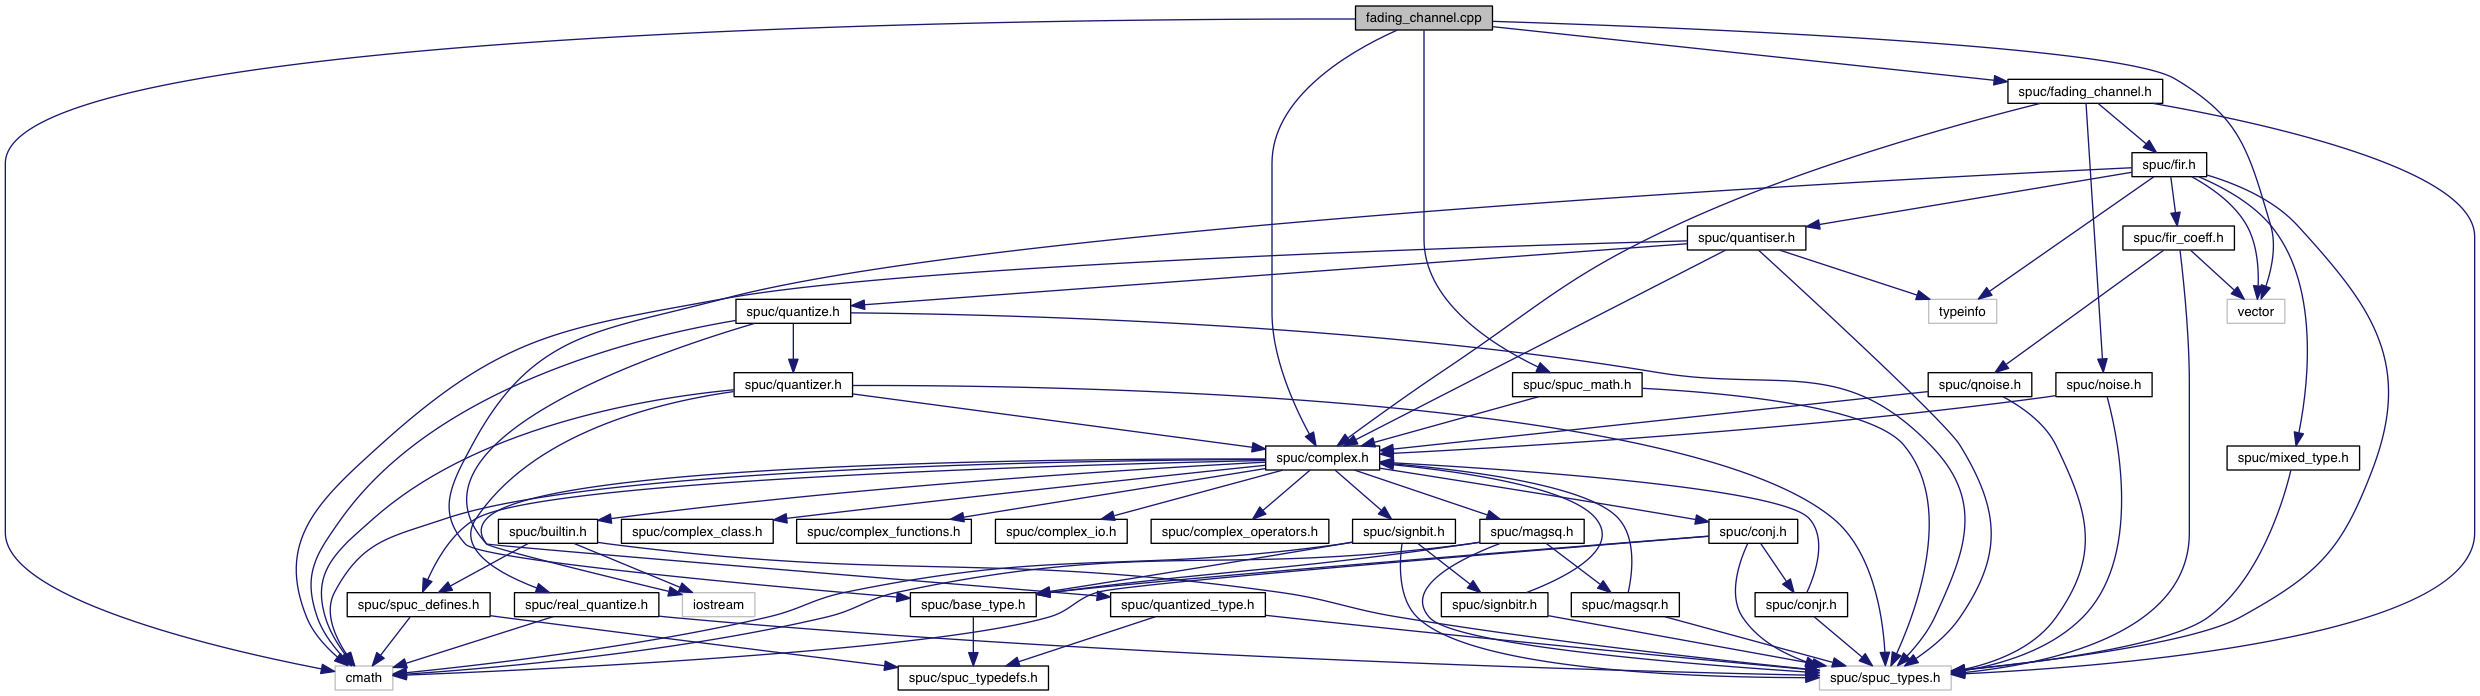 fading_channel.cpp
spuc/fading_channel.h
spuc/fir.h
spuc/quantiser.h
spuc/fir_coeff.h
spuc/quantize.h
typeinfo
vector
spuc/quantizer.h
spuc/spuc_math.h
spuc/qnoise.h
spuc/noise.h
spuc/complex.h
spuc/mixed_type.h
spuc/builtin.h
spuc/complex_class.h
spuc/complex_functions.h
spuc/complex_io.h
spuc/complex_operators.h
spuc/signbit.h
spuc/magsq.h
spuc/conj.h
spuc/spuc_defines.h
spuc/real_quantize.h
iostream
spuc/base_type.h
spuc/quantized_type.h
spuc/signbitr.h
spuc/magsqr.h
spuc/conjr.h
cmath
spuc/spuc_typedefs.h
spuc/spuc_types.h